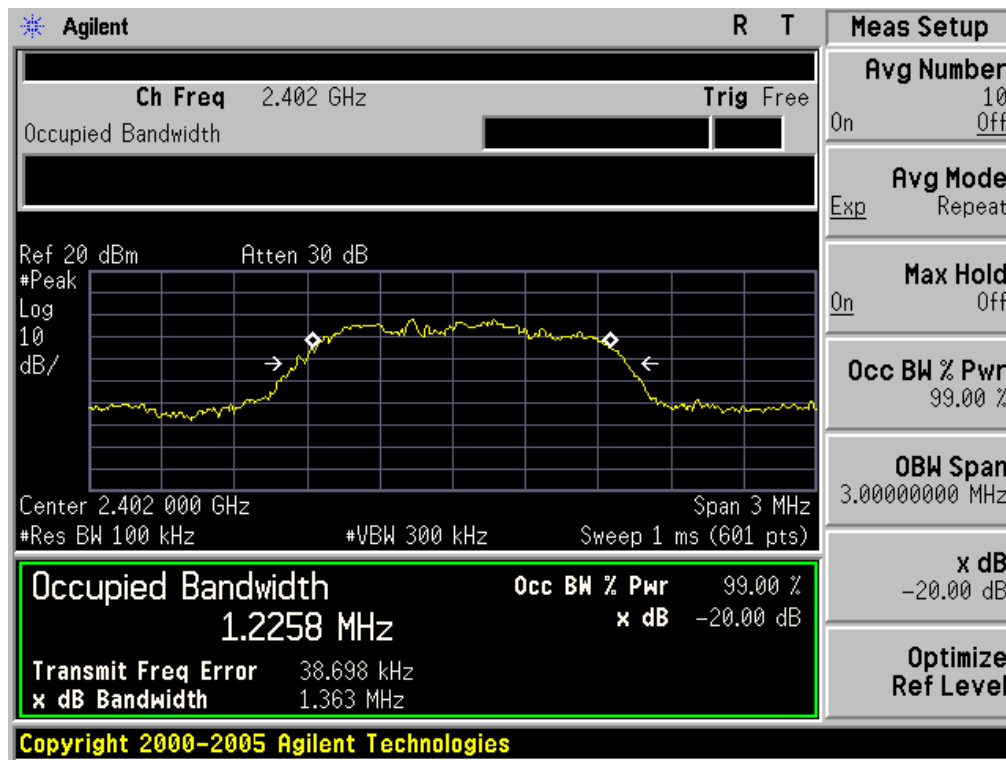 Agilent R T
Ch Freq 2.402 GHz Trig Free
Occupied Bandwidth
Ref 20 dBm Atten 30 dB
#Peak
Log
10
dB/
Center 2.402 000 GHz Span 3 MHz
#Res BW 100 kHz #VBW 300 kHz Sweep 1 ms (601 pts)
Occupied Bandwidth Occ BW % Pwr 99.00 %
1.2258 MHz x dB -20.00 dB
Transmit Freq Error 38.698 kHz
x dB Bandwidth 1.363 MHz
Copyright 2000-2005 Agilent Technologies
Meas Setup
Avg Number
10
On Off
Avg Mode
Exp Repeat
Max Hold
On Off
Occ BW % Pwr
99.00 %
OBW Span
3.00000000 MHz
x dB
-20.00 dB
Optimize
Ref Level